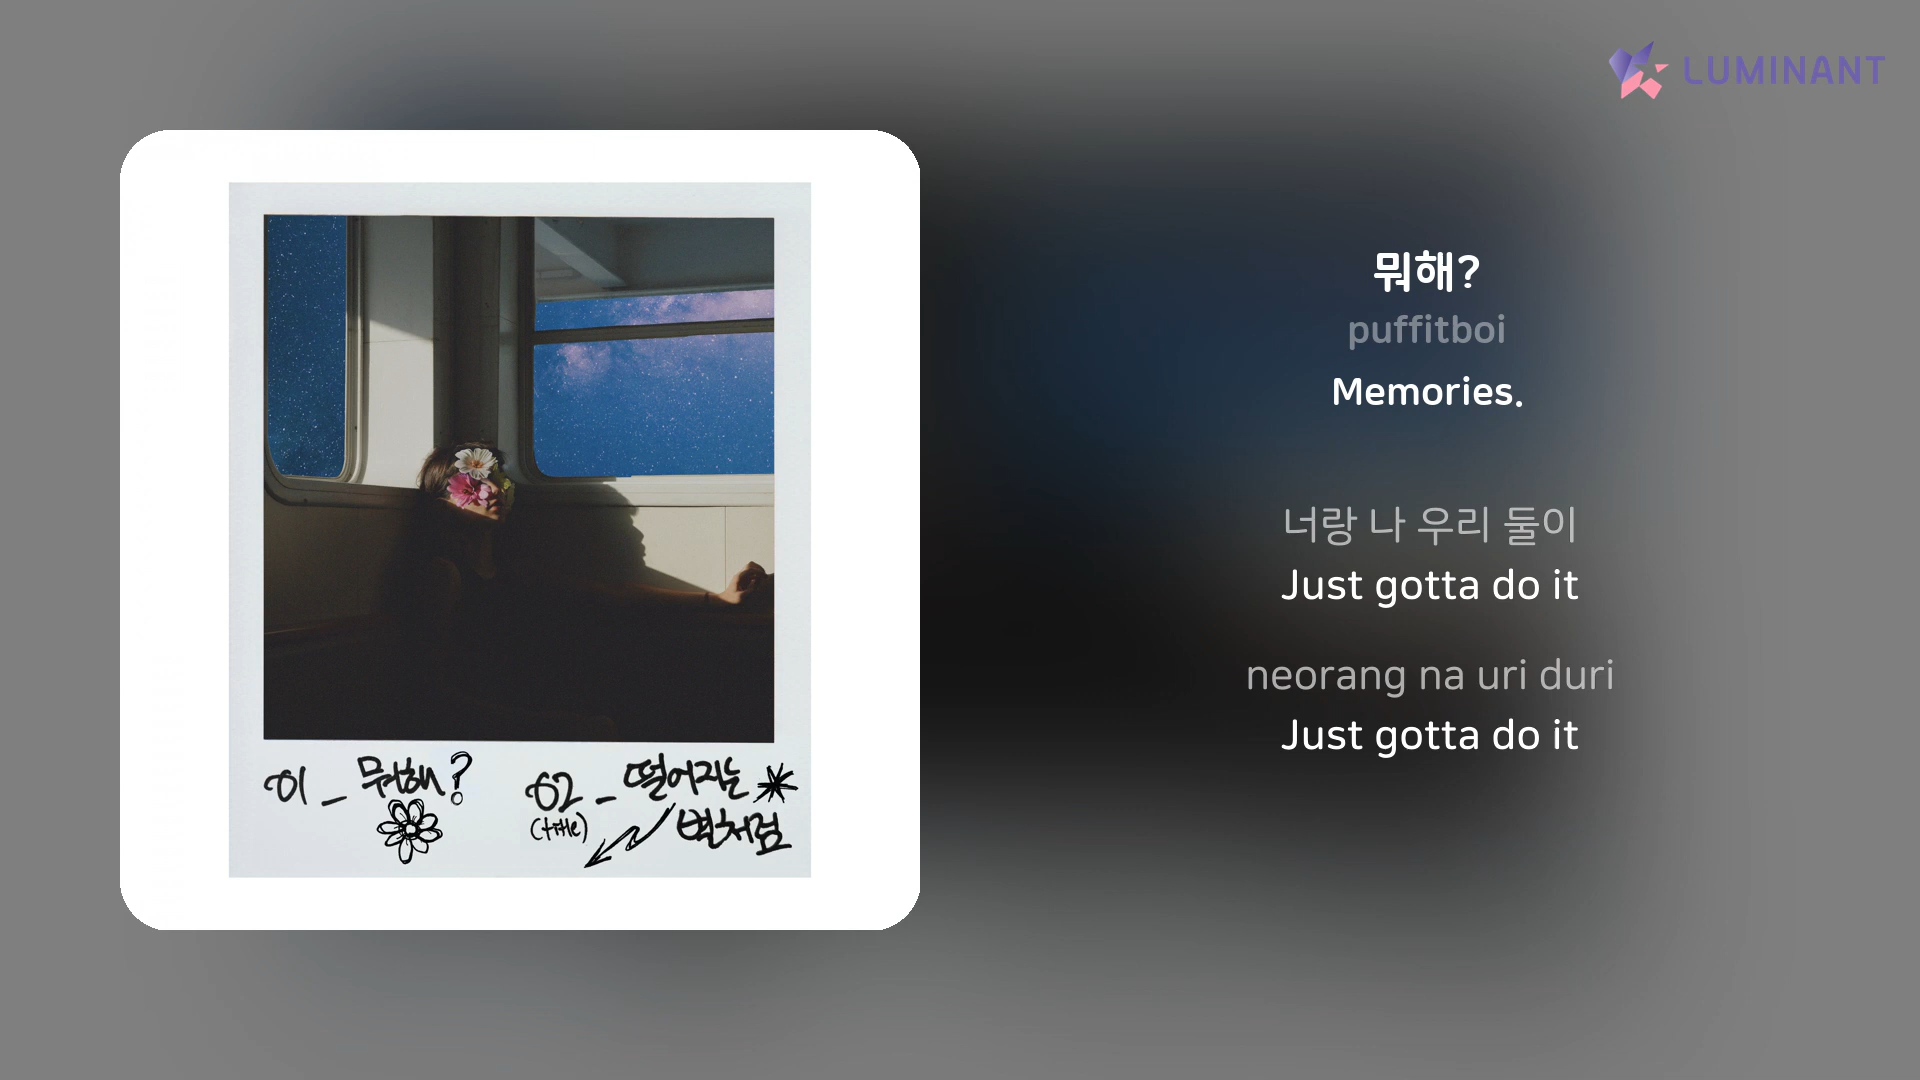 LUMINANT
뭐해?
puffitboi
Memories.
너랑 나 우리 둘이
Just gotta do it
neorang na uri duri
Just gotta do it
01 _ 뭐해?
02 _ 떨어지는
(title) 별처럼